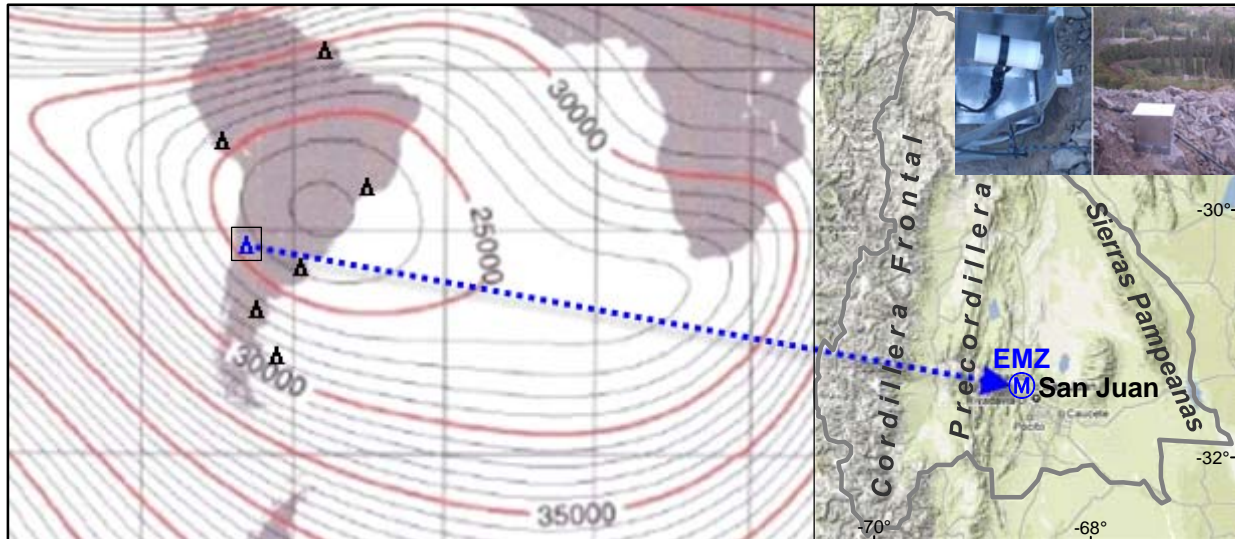 30000
25000
30000
35000
Cordillera Frontal
Precordillera
Sierras Pampeanas
-30°
EMZ
M
San Juan
Caucete
Pocito
-32°
-70°
-68°